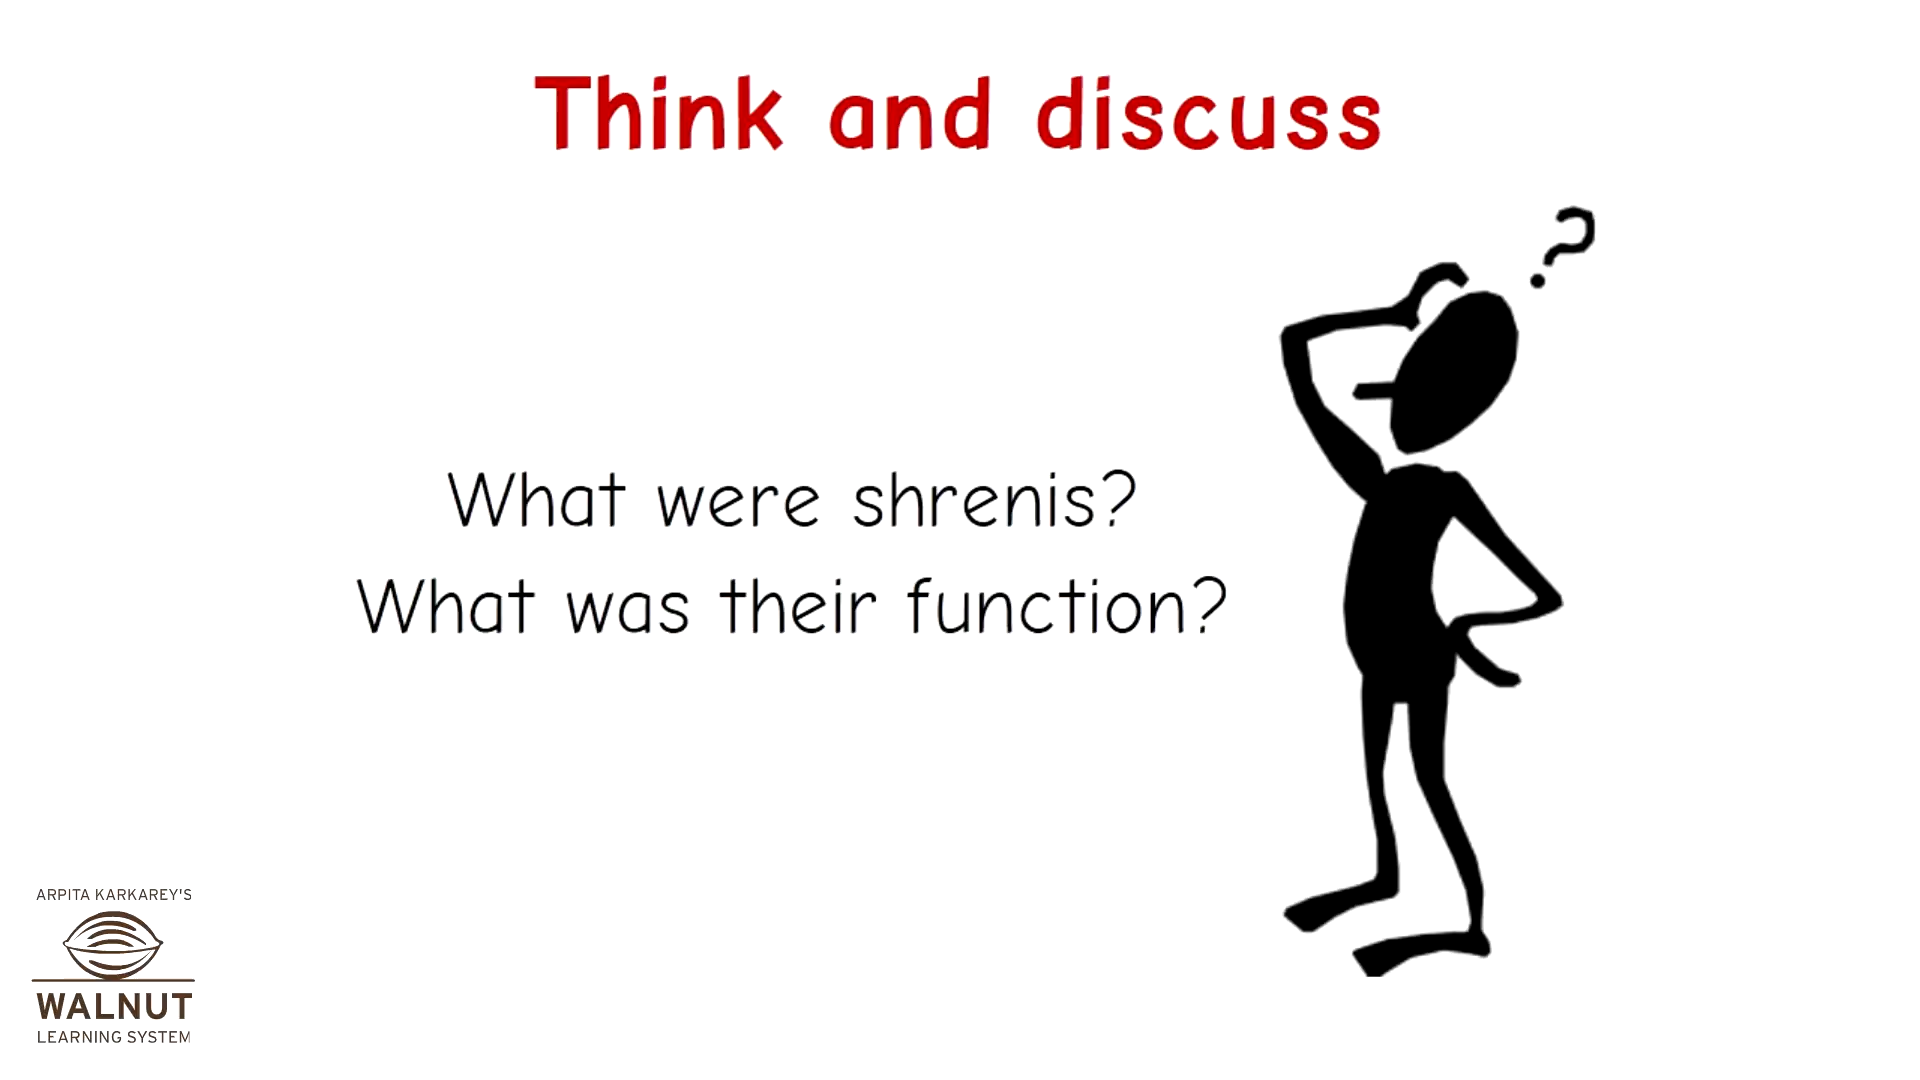 Think and discuss
?
What were shrenis?
What was their function?
ARPITA KARKAREY'S
WALNUT
LEARNING SYSTEM